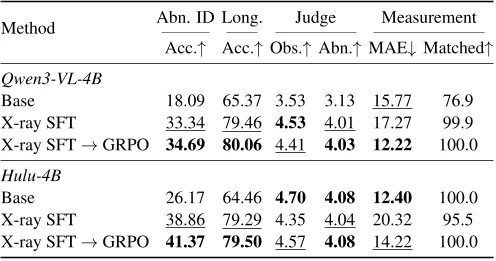 Method Abn. ID Long. Judge Measurement
Acc.↑ Acc.↑ Obs.↑ Abn.↑ MAE↓ Matched↑
Qwen3-VL-4B
Base 18.09 65.37 3.53 3.13 15.77 76.9
X-ray SFT 33.34 79.46 4.53 4.01 17.27 99.9
X-ray SFT → GRPO 34.69 80.06 4.41 4.03 12.22 100.0
Hulu-4B
Base 26.17 64.46 4.70 4.08 12.40 100.0
X-ray SFT 38.86 79.29 4.35 4.04 20.32 95.5
X-ray SFT → GRPO 41.37 79.50 4.57 4.08 14.22 100.0